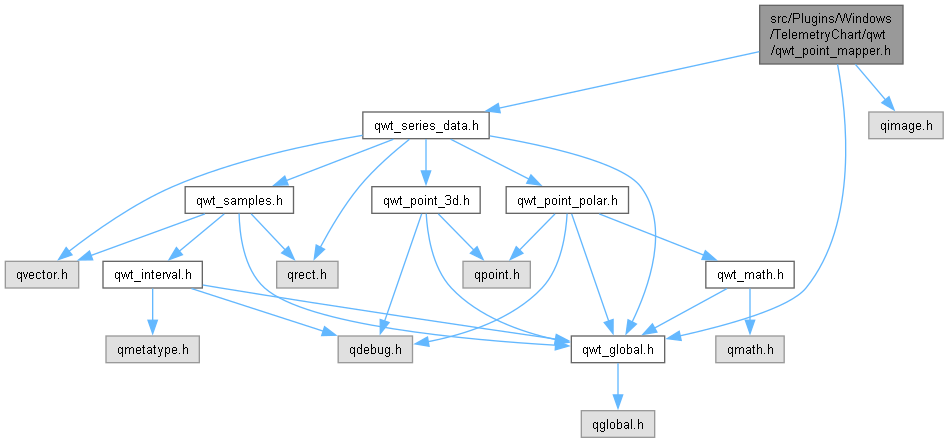 src/Plugins/Windows
/TelemetryChart/qwt
/qwt_point_mapper.h
qwt_series_data.h
qimage.h
qwt_samples.h
qwt_point_3d.h
qwt_point_polar.h
qvector.h
qwt_interval.h
qrect.h
qpoint.h
qwt_math.h
qmetatype.h
qdebug.h
qwt_global.h
qmath.h
qglobal.h